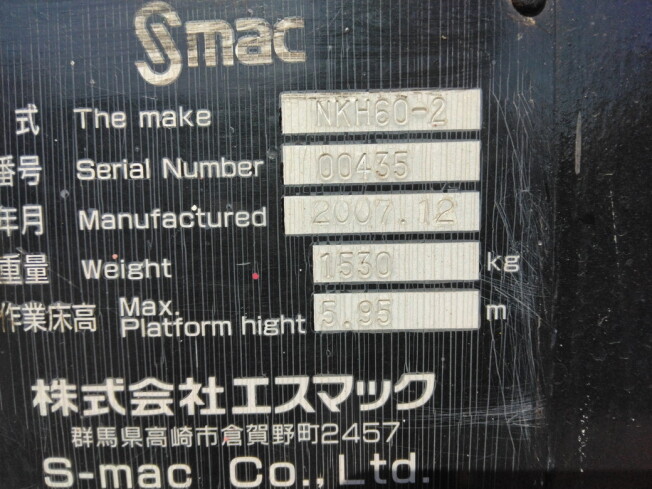 Smac
式 The make NKH60-2
番号 Serial Number 00435
年月 Manufactured 2007.12
重量 Weight 1530 kg
作業床高 Max. Platform hight 5.95 m
株式会社エスマック
群馬県高崎市倉賀野町2457
S-mac Co., Ltd.